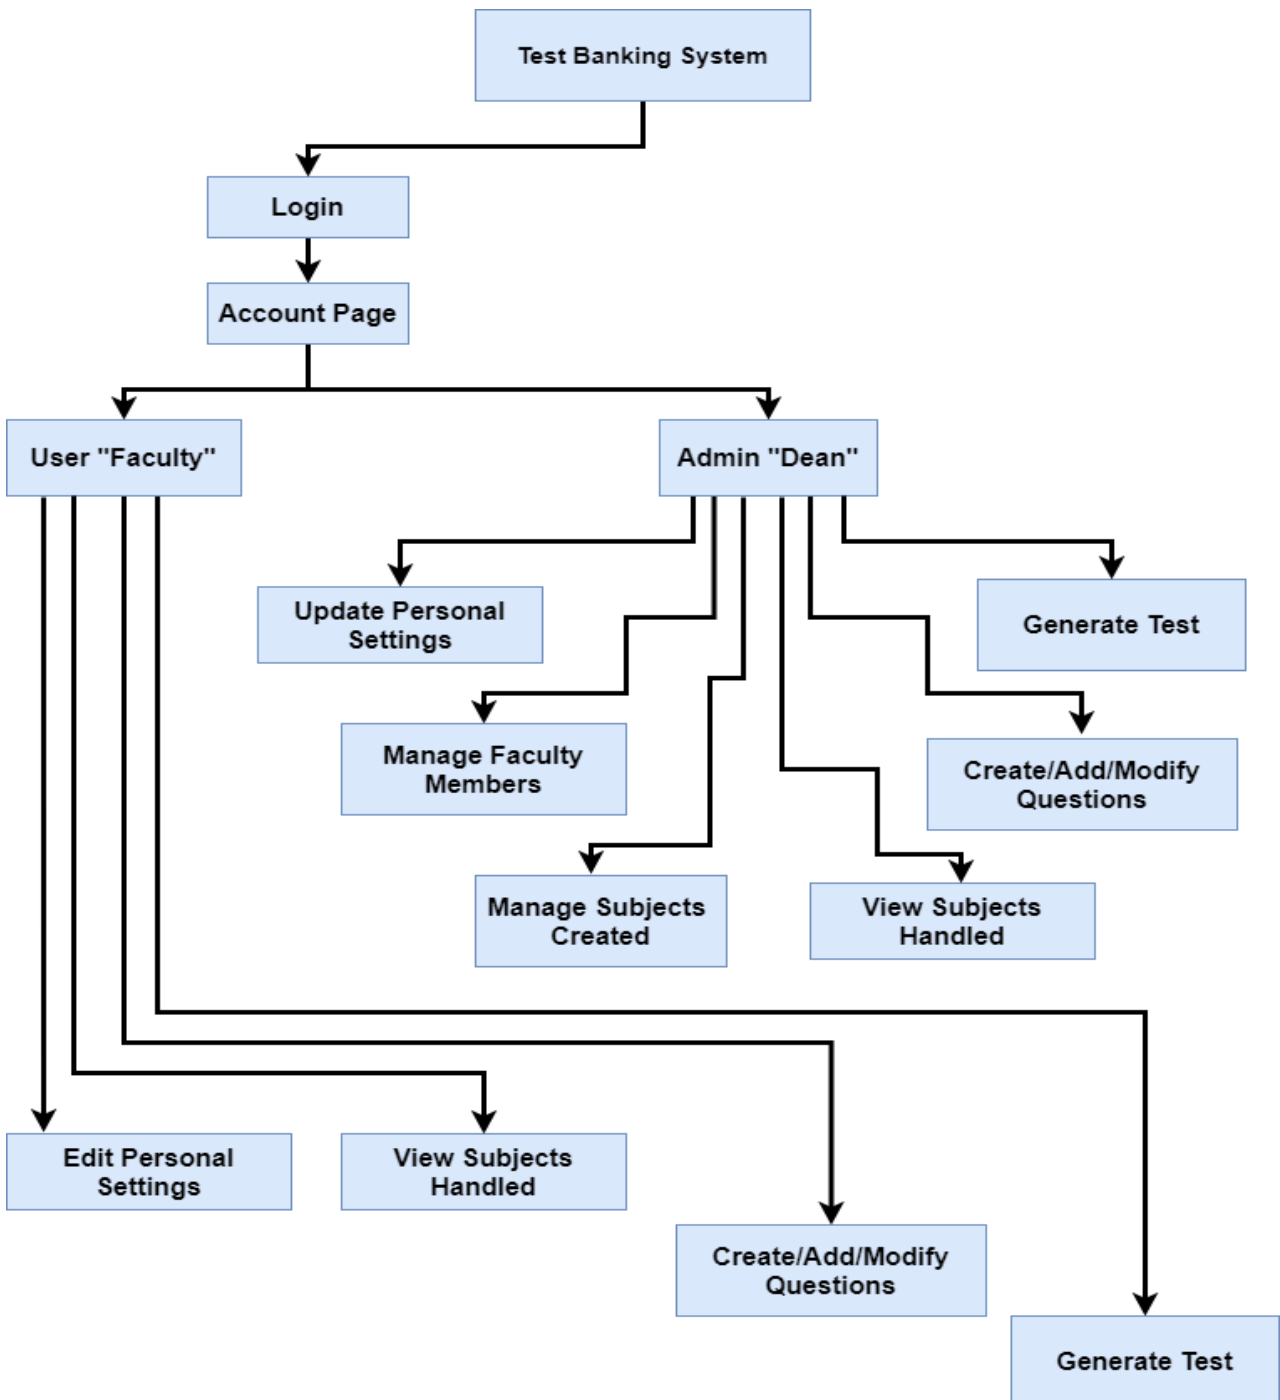 Test Banking System
Login
Account Page
User "Faculty"
Admin "Dean"
Update Personal
Settings
Generate Test
Manage Faculty
Members
Create/Add/Modify
Questions
Manage Subjects
Created
View Subjects
Handled
Edit Personal
Settings
View Subjects
Handled
Create/Add/Modify
Questions
Generate Test